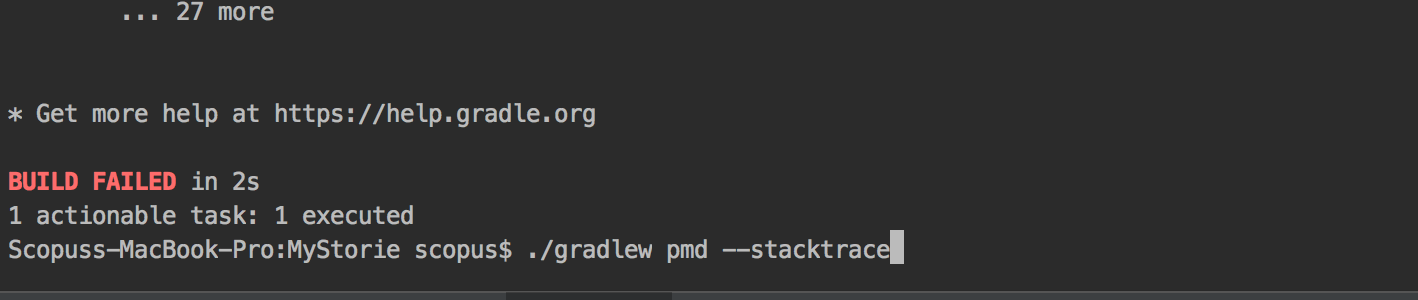 ... 27 more
* Get more help at https://help.gradle.org
BUILD FAILED in 2s
1 actionable task: 1 executed
Scopuss-MacBook-Pro:MyStorie scopus$ ./gradlew pmd --stacktrace